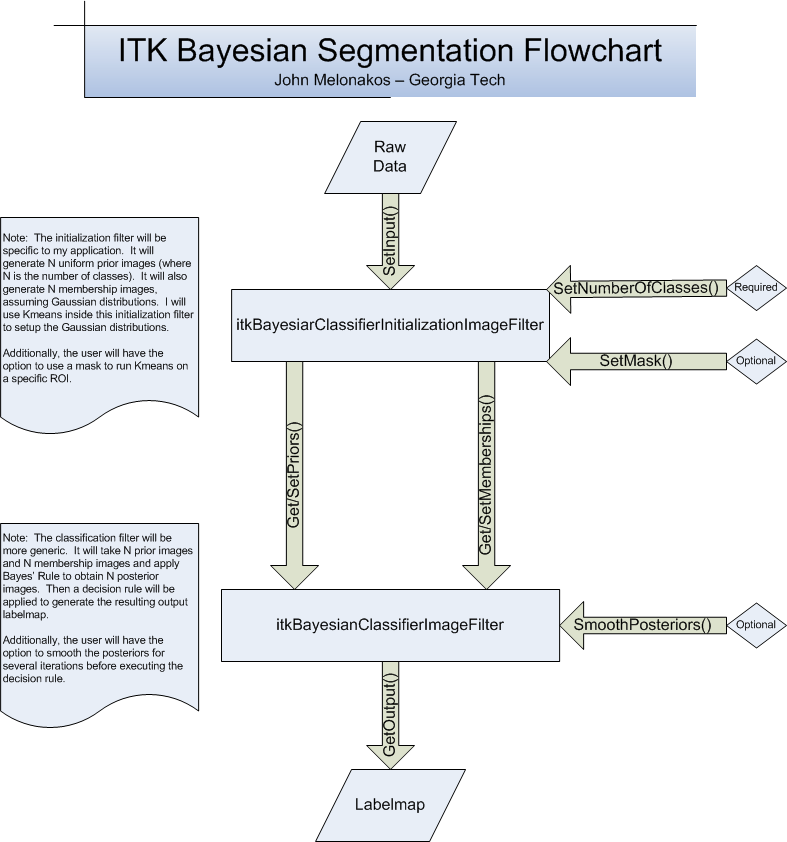 ITK Bayesian Segmentation Flowchart
John Melonakos – Georgia Tech
Raw
Data
SetInput()
Note: The initialization filter will be
specific to my application. It will
generate N uniform prior images (where
N is the number of classes). It will also
generate N membership images,
assuming Gaussian distributions. I will
use Kmeans inside this initialization filter
to setup the Gaussian distributions.
Additionally, the user will have the
option to use a mask to run Kmeans on
a specific ROI.
SetNumberOfClasses()
Required
itkBayesiarClassifierInitializationImageFilter
SetMask()
Optional
Get/SetPriors()
Get/SetMemberships()
Note: The classification filter will be
more generic. It will take N prior images
and N membership images and apply
Bayes' Rule to obtain N posterior
images. Then a decision rule will be
applied to generate the resulting output
labelmap.
Additionally, the user will have the
option to smooth the posteriors for
several iterations before executing the
decision rule.
itkBayesianClassifierImageFilter
SmoothPosteriors()
Optional
GetOutput()
Labelmap